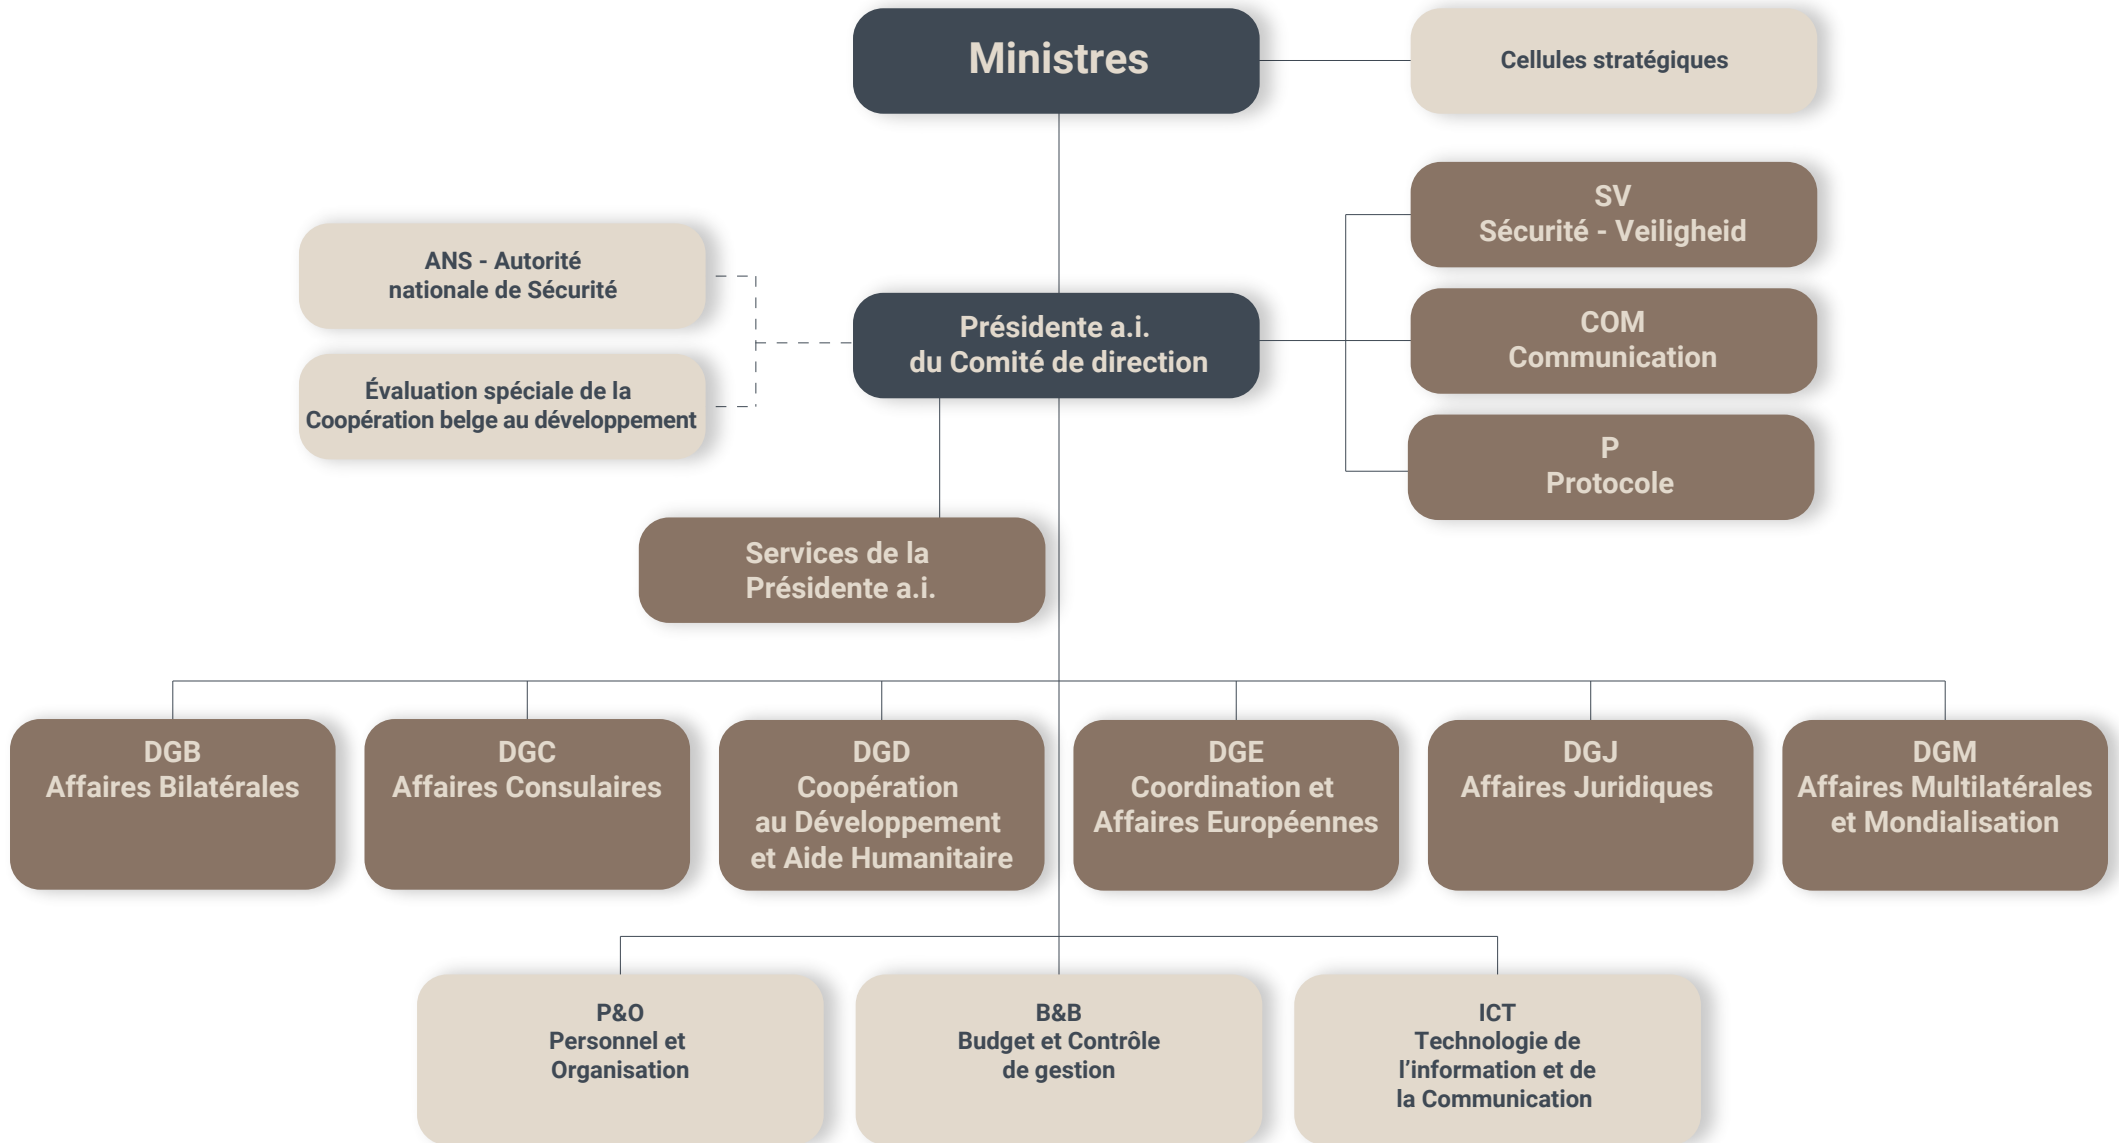 Ministres
Cellules stratégiques
SV
Sécurité - Veiligheid
ANS - Autorité
nationale de Sécurité
COM
Communication
Présidente a.i.
du Comité de direction
Évaluation spéciale de la
Coopération belge au développement
P
Protocole
Services de la
Présidente a.i.
DGB
Affaires Bilatérales
DGC
Affaires Consulaires
DGD
Coopération
au Développement
et Aide Humanitaire
DGE
Coordination et
Affaires Européennes
DGJ
Affaires Juridiques
DGM
Affaires Multilatérales
et Mondialisation
P&O
Personnel et
Organisation
B&B
Budget et Contrôle
de gestion
ICT
Technologie de
l’information et de
la Communication